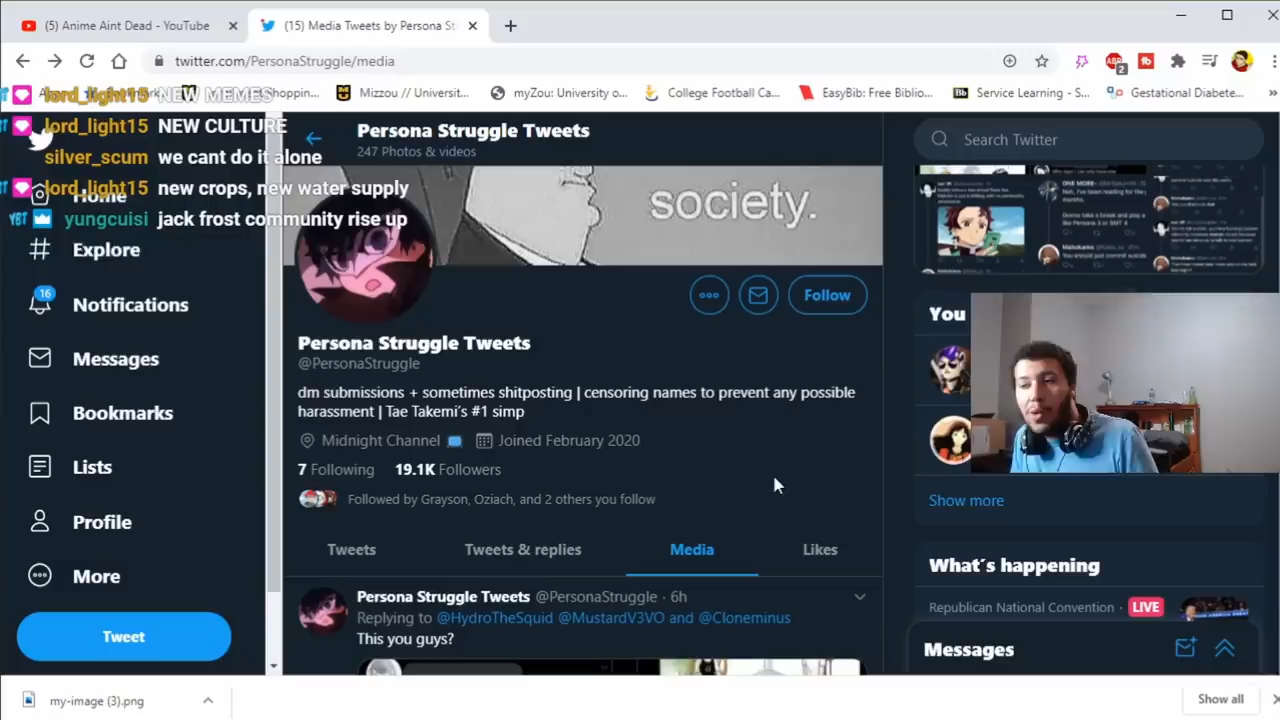 (5) Anime Aint Dead - YouTube
(15) Media Tweets by Persona St
twitter.com/PersonaStruggle/media
ABP
2
Shoppin...
Mizzou // Universit...
myZou: University o...
College Football Ca...
EasyBib: Free Biblio...
Bb Service Learning - S...
Gestational Diabete...
lord_light15 NEW MEMES
lord_light15 NEW CULTURE
silver_scum we cant do it alone
lord_light15 new crops, new water supply
yungcuisi jack frost community rise up
Home
Explore
16
Notifications
Messages
Bookmarks
Lists
Profile
More
Tweet
Persona Struggle Tweets
247 Photos & videos
society.
Follow
Persona Struggle Tweets
@PersonaStruggle
dm submissions + sometimes shitposting | censoring names to prevent any possible
harassment | Tae Takemi's #1 simp
Midnight Channel
Joined February 2020
7 Following 19.1K Followers
Followed by Grayson, Oziach, and 2 others you follow
Tweets
Tweets & replies
Media
Likes
Persona Struggle Tweets @PersonaStruggle · 6h
Replying to @HydroTheSquid @MustardV3VO and @Cloneminus
This you guys?
Search Twitter
You
Show more
What's happening
Republican National Convention · LIVE
Messages
my-image (3).png
Show all